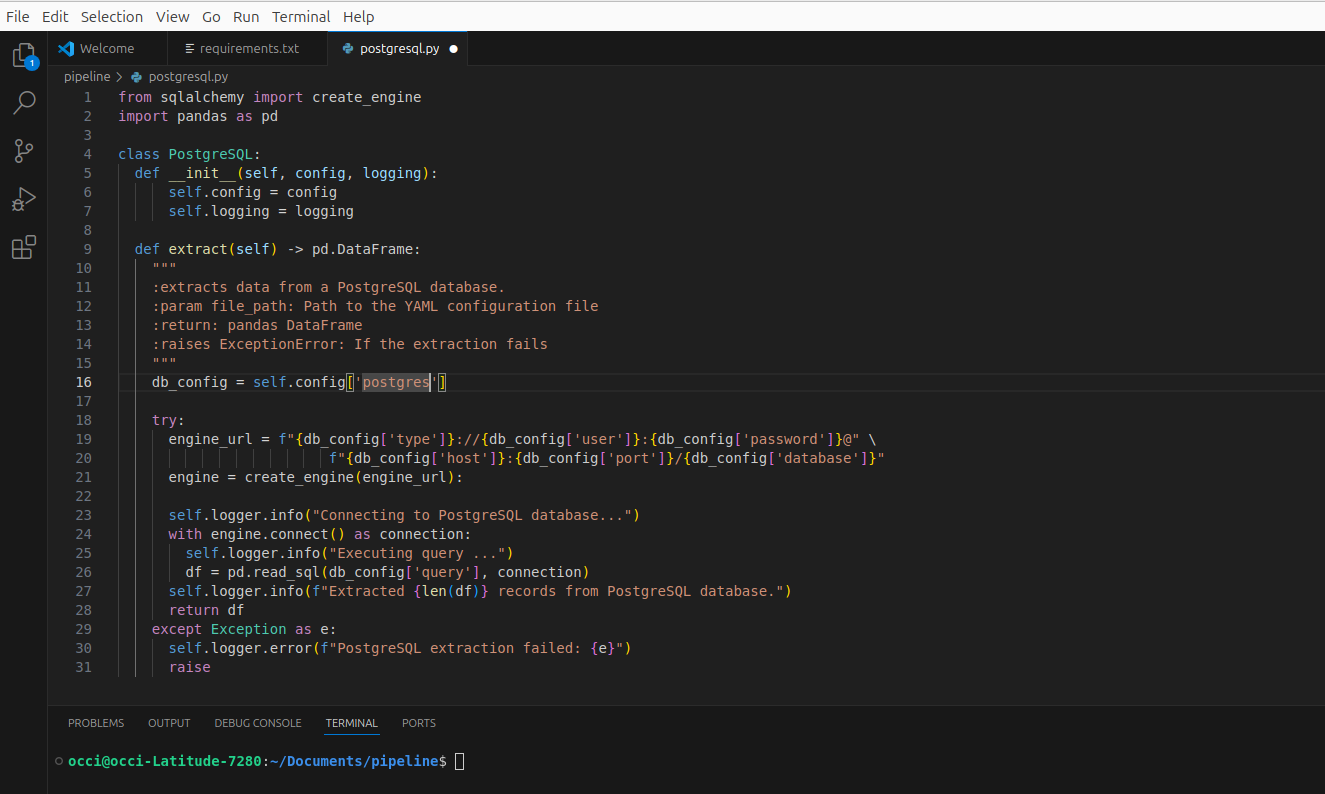 File Edit Selection View Go Run Terminal Help
1
Welcome
requirements.txt
postgresql.py
pipeline > postgresql.py
1 from sqlalchemy import create_engine
2 import pandas as pd
3
4 class PostgreSQL:
5   def __init__(self, config, logging):
6       self.config = config
7       self.logging = logging
8
9   def extract(self) -> pd.DataFrame:
10     """
11     :extracts data from a PostgreSQL database.
12     :param file_path: Path to the YAML configuration file
13     :return: pandas DataFrame
14     :raises ExceptionError: If the extraction fails
15     """
16     db_config = self.config['postgres']
17
18     try:
19       engine_url = f"{db_config['type']}://{db_config['user']}:{db_config['password']}@" \
20                          f"{db_config['host']}:{db_config['port']}/{db_config['database']}"
21       engine = create_engine(engine_url):
22
23       self.logger.info("Connecting to PostgreSQL database...")
24       with engine.connect() as connection:
25         self.logger.info("Executing query ...")
26         df = pd.read_sql(db_config['query'], connection)
27       self.logger.info(f"Extracted {len(df)} records from PostgreSQL database.")
28       return df
29     except Exception as e:
30       self.logger.error(f"PostgreSQL extraction failed: {e}")
31       raise
PROBLEMS OUTPUT DEBUG CONSOLE TERMINAL PORTS
occi@occi-Latitude-7280:~/Documents/pipeline$